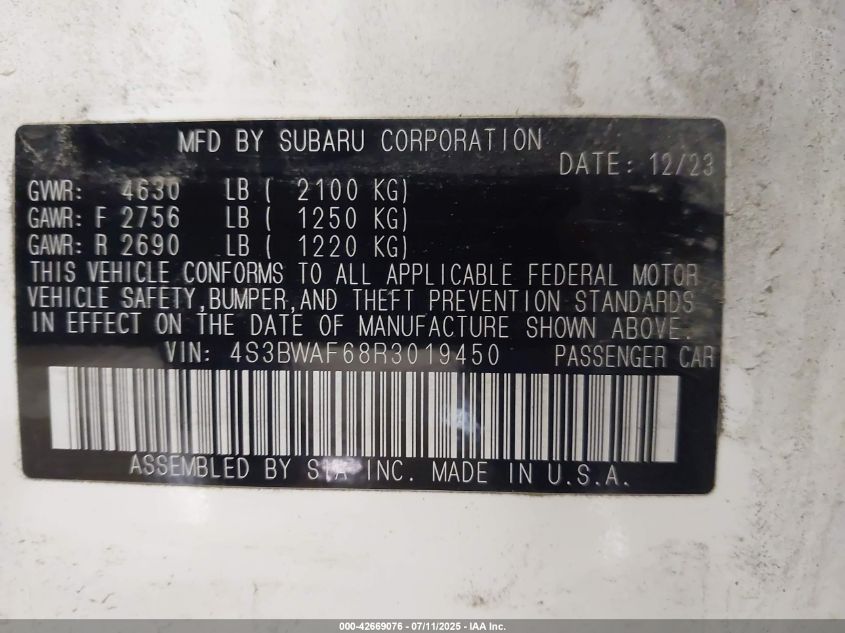 MFD BY SUBARU CORPORATION
DATE: 12/23
GVWR: 4630 LB ( 2100 KG)
GAWR: F 2756 LB ( 1250 KG)
GAWR: R 2690 LB ( 1220 KG)
THIS VEHICLE CONFORMS TO ALL APPLICABLE FEDERAL MOTOR
VEHICLE SAFETY,BUMPER,AND THEFT PREVENTION STANDARDS
IN EFFECT ON THE DATE OF MANUFACTURE SHOWN ABOVE.
VIN: 4S3BWAF68R3019450 PASSENGER CAR
ASSEMBLED BY SIA INC. MADE IN U.S.A.
000-42669076 - 07/11/2025 - IAA Inc.